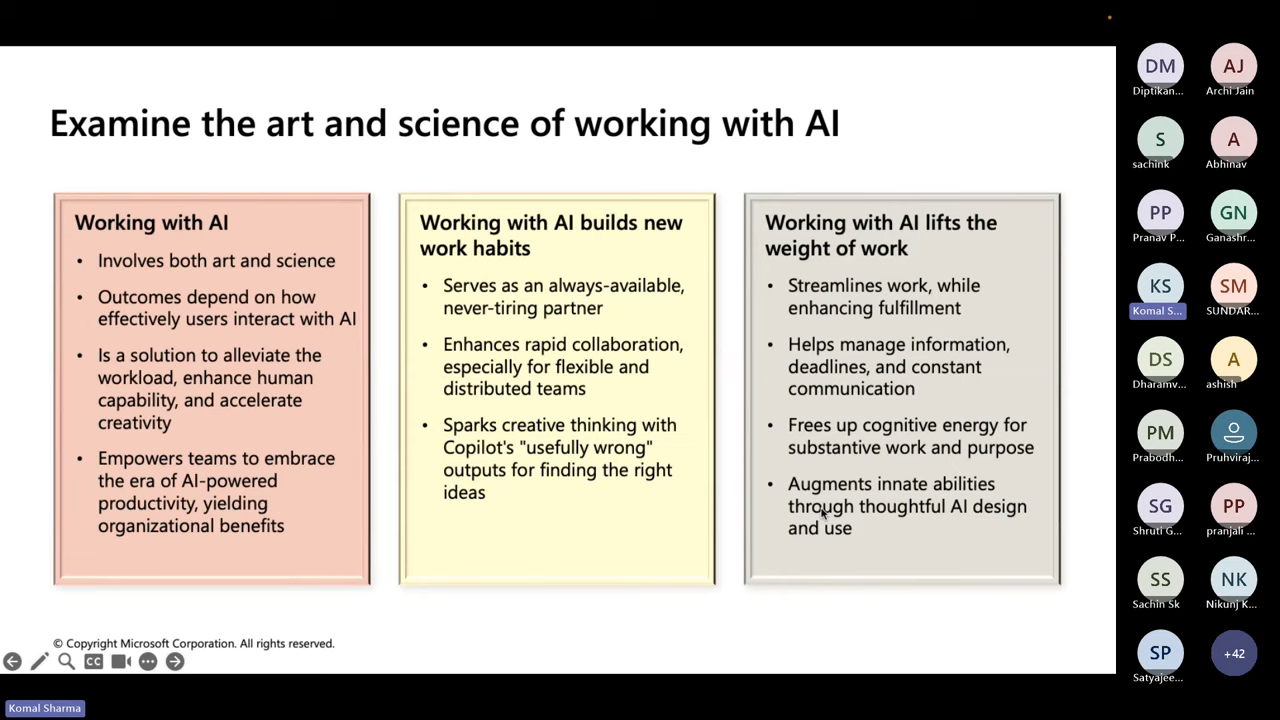 Examine the art and science of working with AI
Working with AI
• Involves both art and science
• Outcomes depend on how
effectively users interact with AI
• Is a solution to alleviate the
workload, enhance human
capability, and accelerate
creativity
• Empowers teams to embrace
the era of AI-powered
productivity, yielding
organizational benefits
Working with AI builds new
work habits
• Serves as an always-available,
never-tiring partner
• Enhances rapid collaboration,
especially for flexible and
distributed teams
• Sparks creative thinking with
Copilot's "usefully wrong"
outputs for finding the right
ideas
Working with AI lifts the
weight of work
• Streamlines work, while
enhancing fulfillment
• Helps manage information,
deadlines, and constant
communication
• Frees up cognitive energy for
substantive work and purpose
• Augments innate abilities
through thoughtful AI design
and use
© Copyright Microsoft Corporation. All rights reserved.
CC
Komal Sharma
DM
Diptikan...
AJ
Archi Jain
S
sachink
A
Abhinav
PP
Pranav P...
GN
Ganashr...
KS
Komal S...
SM
SUNDAR...
DS
Dharamv...
A
ashish
PM
Prabodh...
Pruhviraj...
SG
Shruti G...
PP
pranjali ...
SS
Sachin Sk
NK
Nikunj K...
SP
Satyajee...
+42